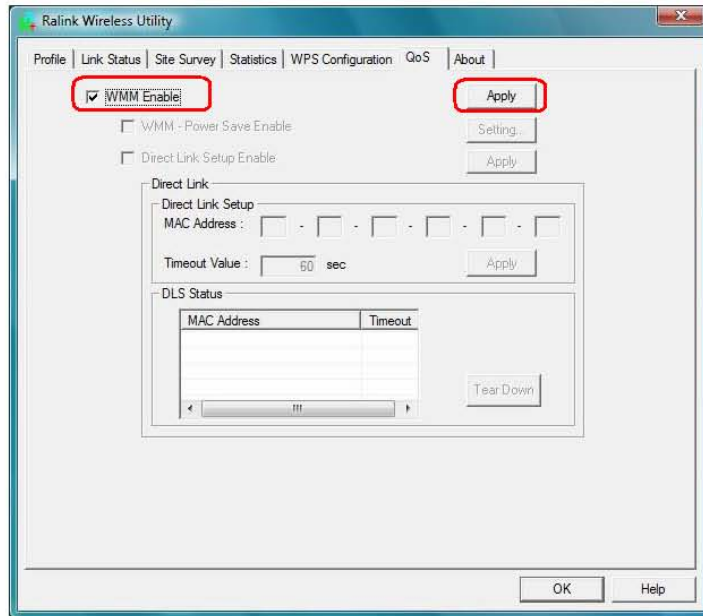 Ralink Wireless Utility
Profile Link Status Site Survey Statistics WPS Configuration QoS About
WMM Enable Apply
WMM - Power Save Enable Setting...
Direct Link Setup Enable Apply
Direct Link
Direct Link Setup
MAC Address : - - - - -
Timeout Value : 60 sec Apply
DLS Status
MAC Address Timeout
Tear Down
OK Help